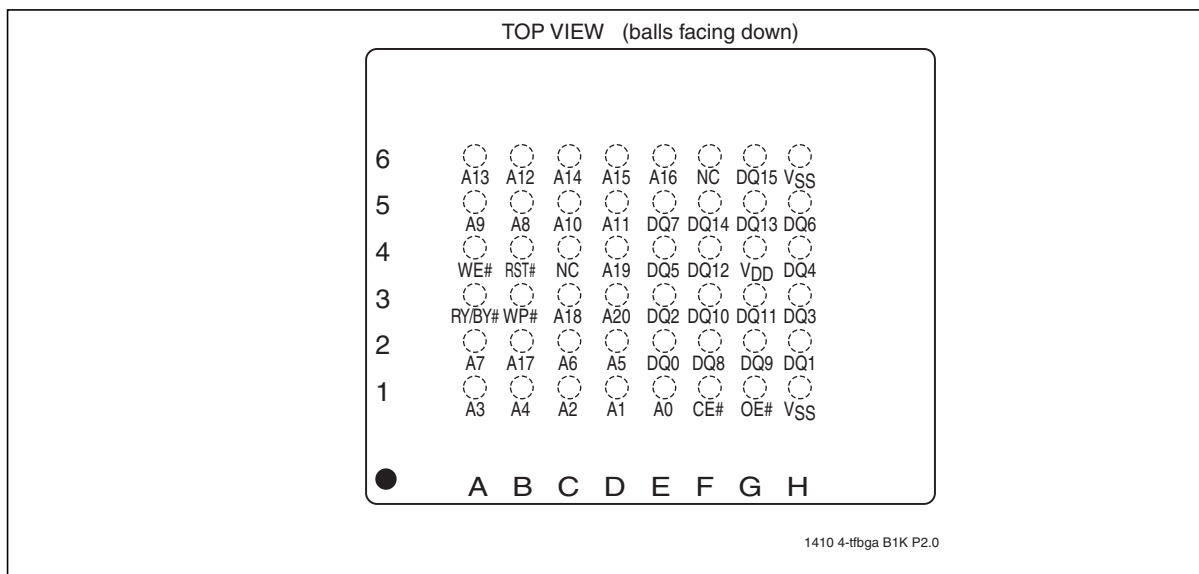 TOP VIEW (balls facing down)
6
A13 A12 A14 A15 A16 NC DQ15 VSS
5
A9 A8 A10 A11 DQ7 DQ14 DQ13 DQ6
4
WE# RST# NC A19 DQ5 DQ12 VDD DQ4
3
RY/BY# WP# A18 A20 DQ2 DQ10 DQ11 DQ3
2
A7 A17 A6 A5 DQ0 DQ8 DQ9 DQ1
1
A3 A4 A2 A1 A0 CE# OE# VSS
A B C D E F G H
1410 4-tfbga B1K P2.0